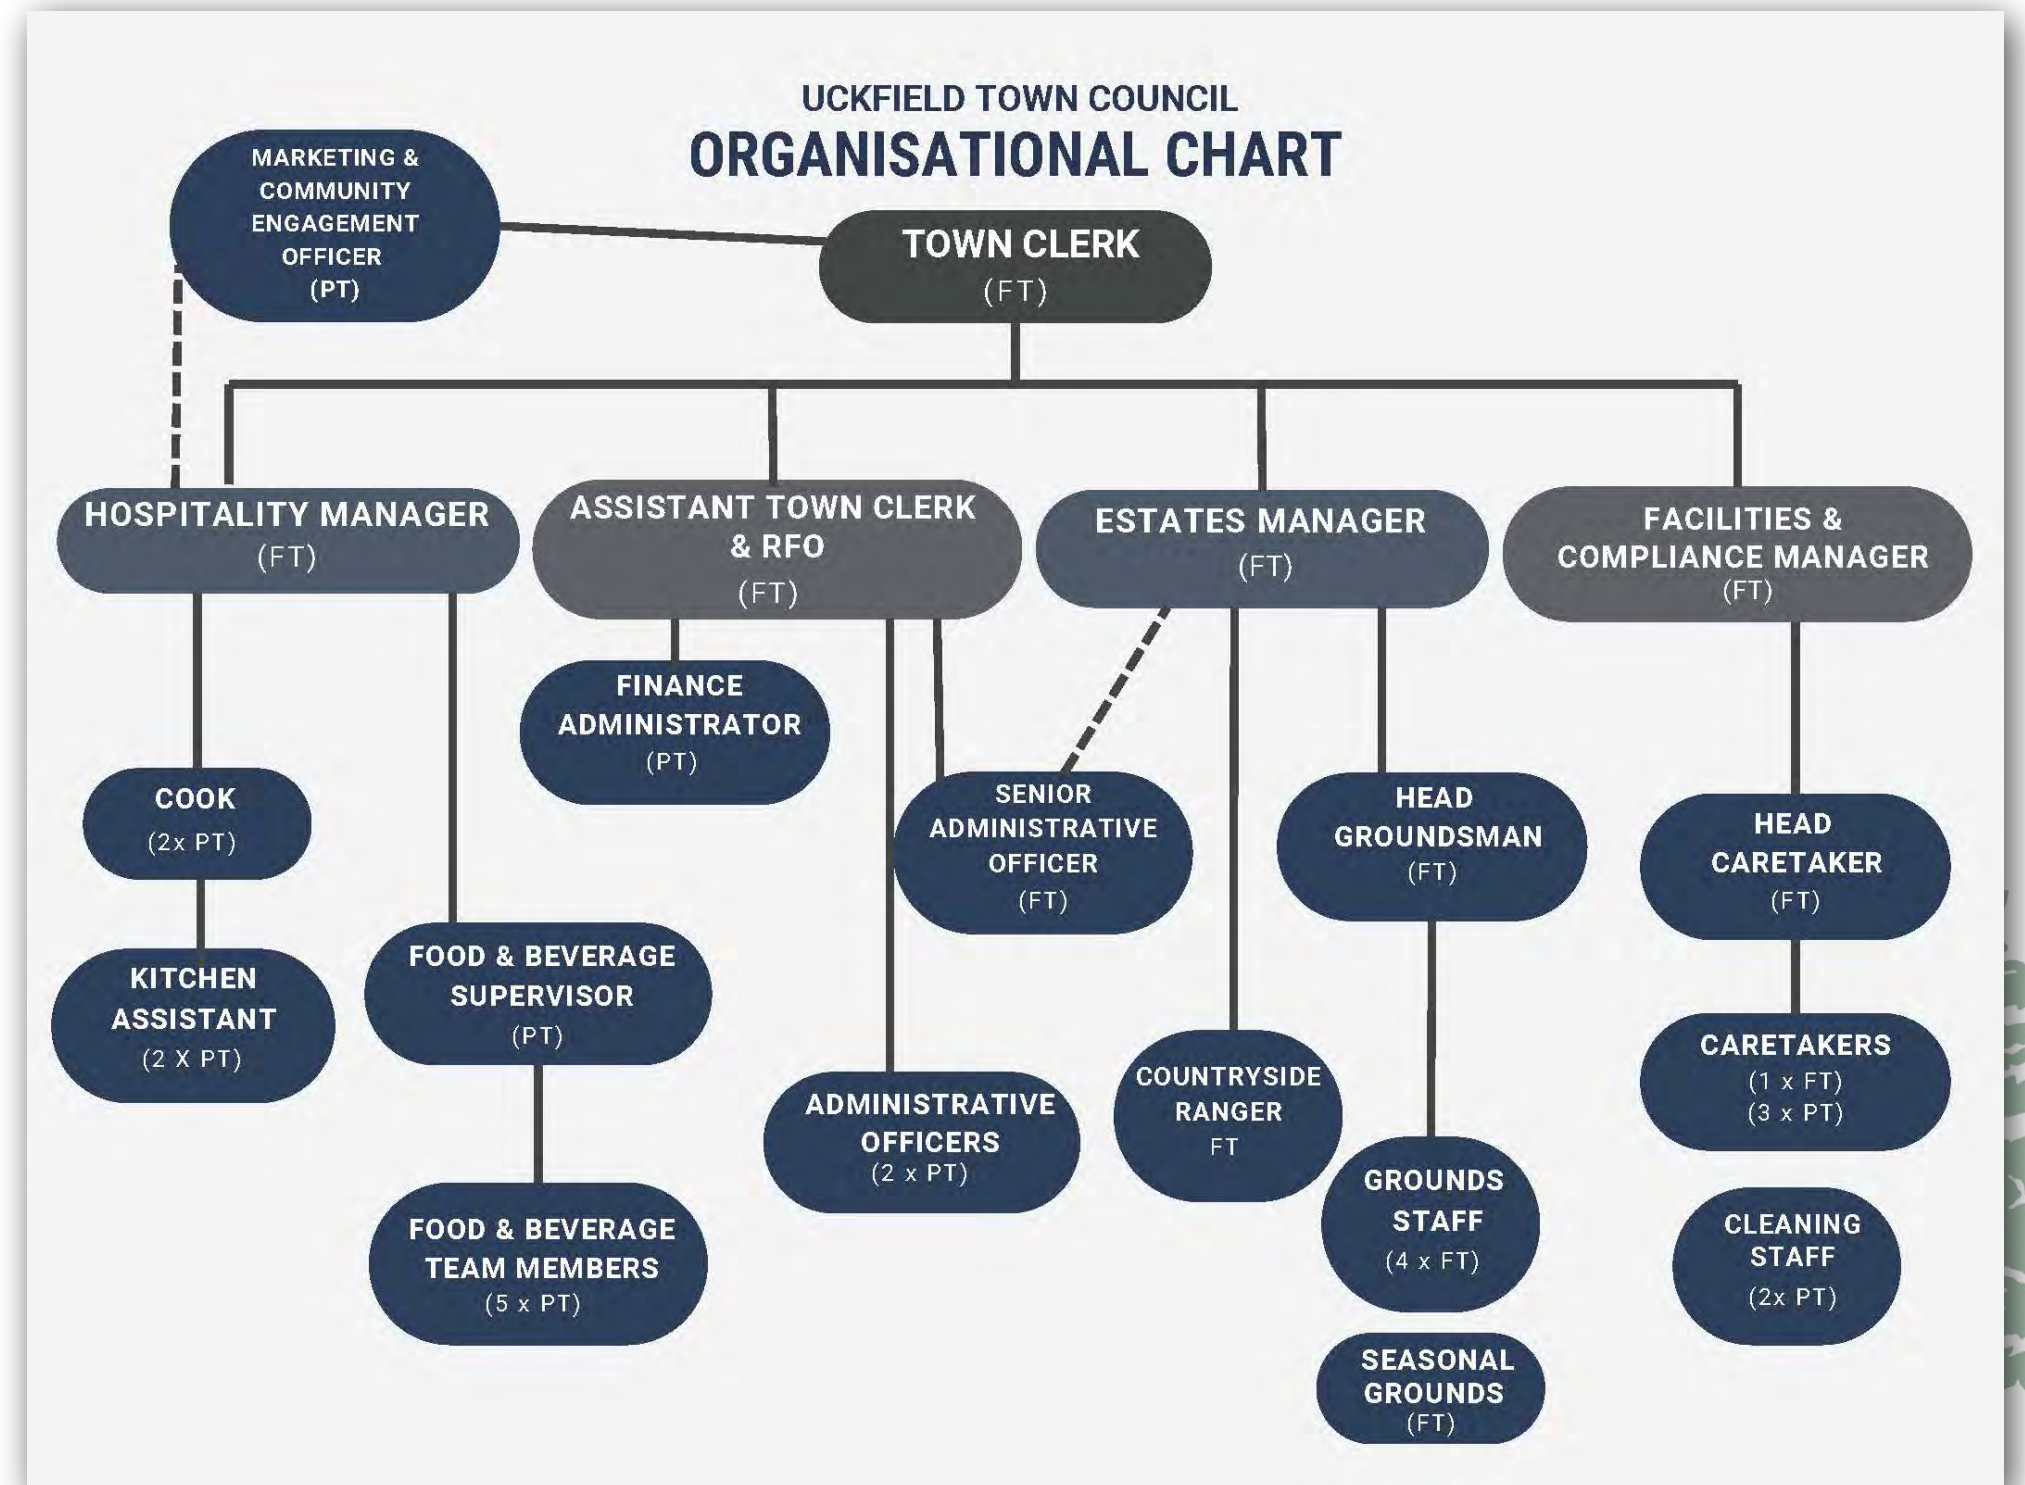 UCKFIELD TOWN COUNCIL
ORGANISATIONAL CHART
MARKETING &
COMMUNITY
ENGAGEMENT
OFFICER
(PT)
TOWN CLERK
(FT)
HOSPITALITY MANAGER
(FT)
ASSISTANT TOWN CLERK
& RFO
(FT)
ESTATES MANAGER
(FT)
FACILITIES &
COMPLIANCE MANAGER
(FT)
FINANCE
ADMINISTRATOR
(PT)
COOK
(2x PT)
SENIOR
ADMINISTRATIVE
OFFICER
(FT)
HEAD
GROUNDSMAN
(FT)
HEAD
CARETAKER
(FT)
KITCHEN
ASSISTANT
(2 X PT)
FOOD & BEVERAGE
SUPERVISOR
(PT)
ADMINISTRATIVE
OFFICERS
(2 x PT)
COUNTRYSIDE
RANGER
FT
CARETAKERS
(1 x FT)
(3 x PT)
FOOD & BEVERAGE
TEAM MEMBERS
(5 x PT)
GROUNDS
STAFF
(4 x FT)
CLEANING
STAFF
(2x PT)
SEASONAL
GROUNDS
(FT)